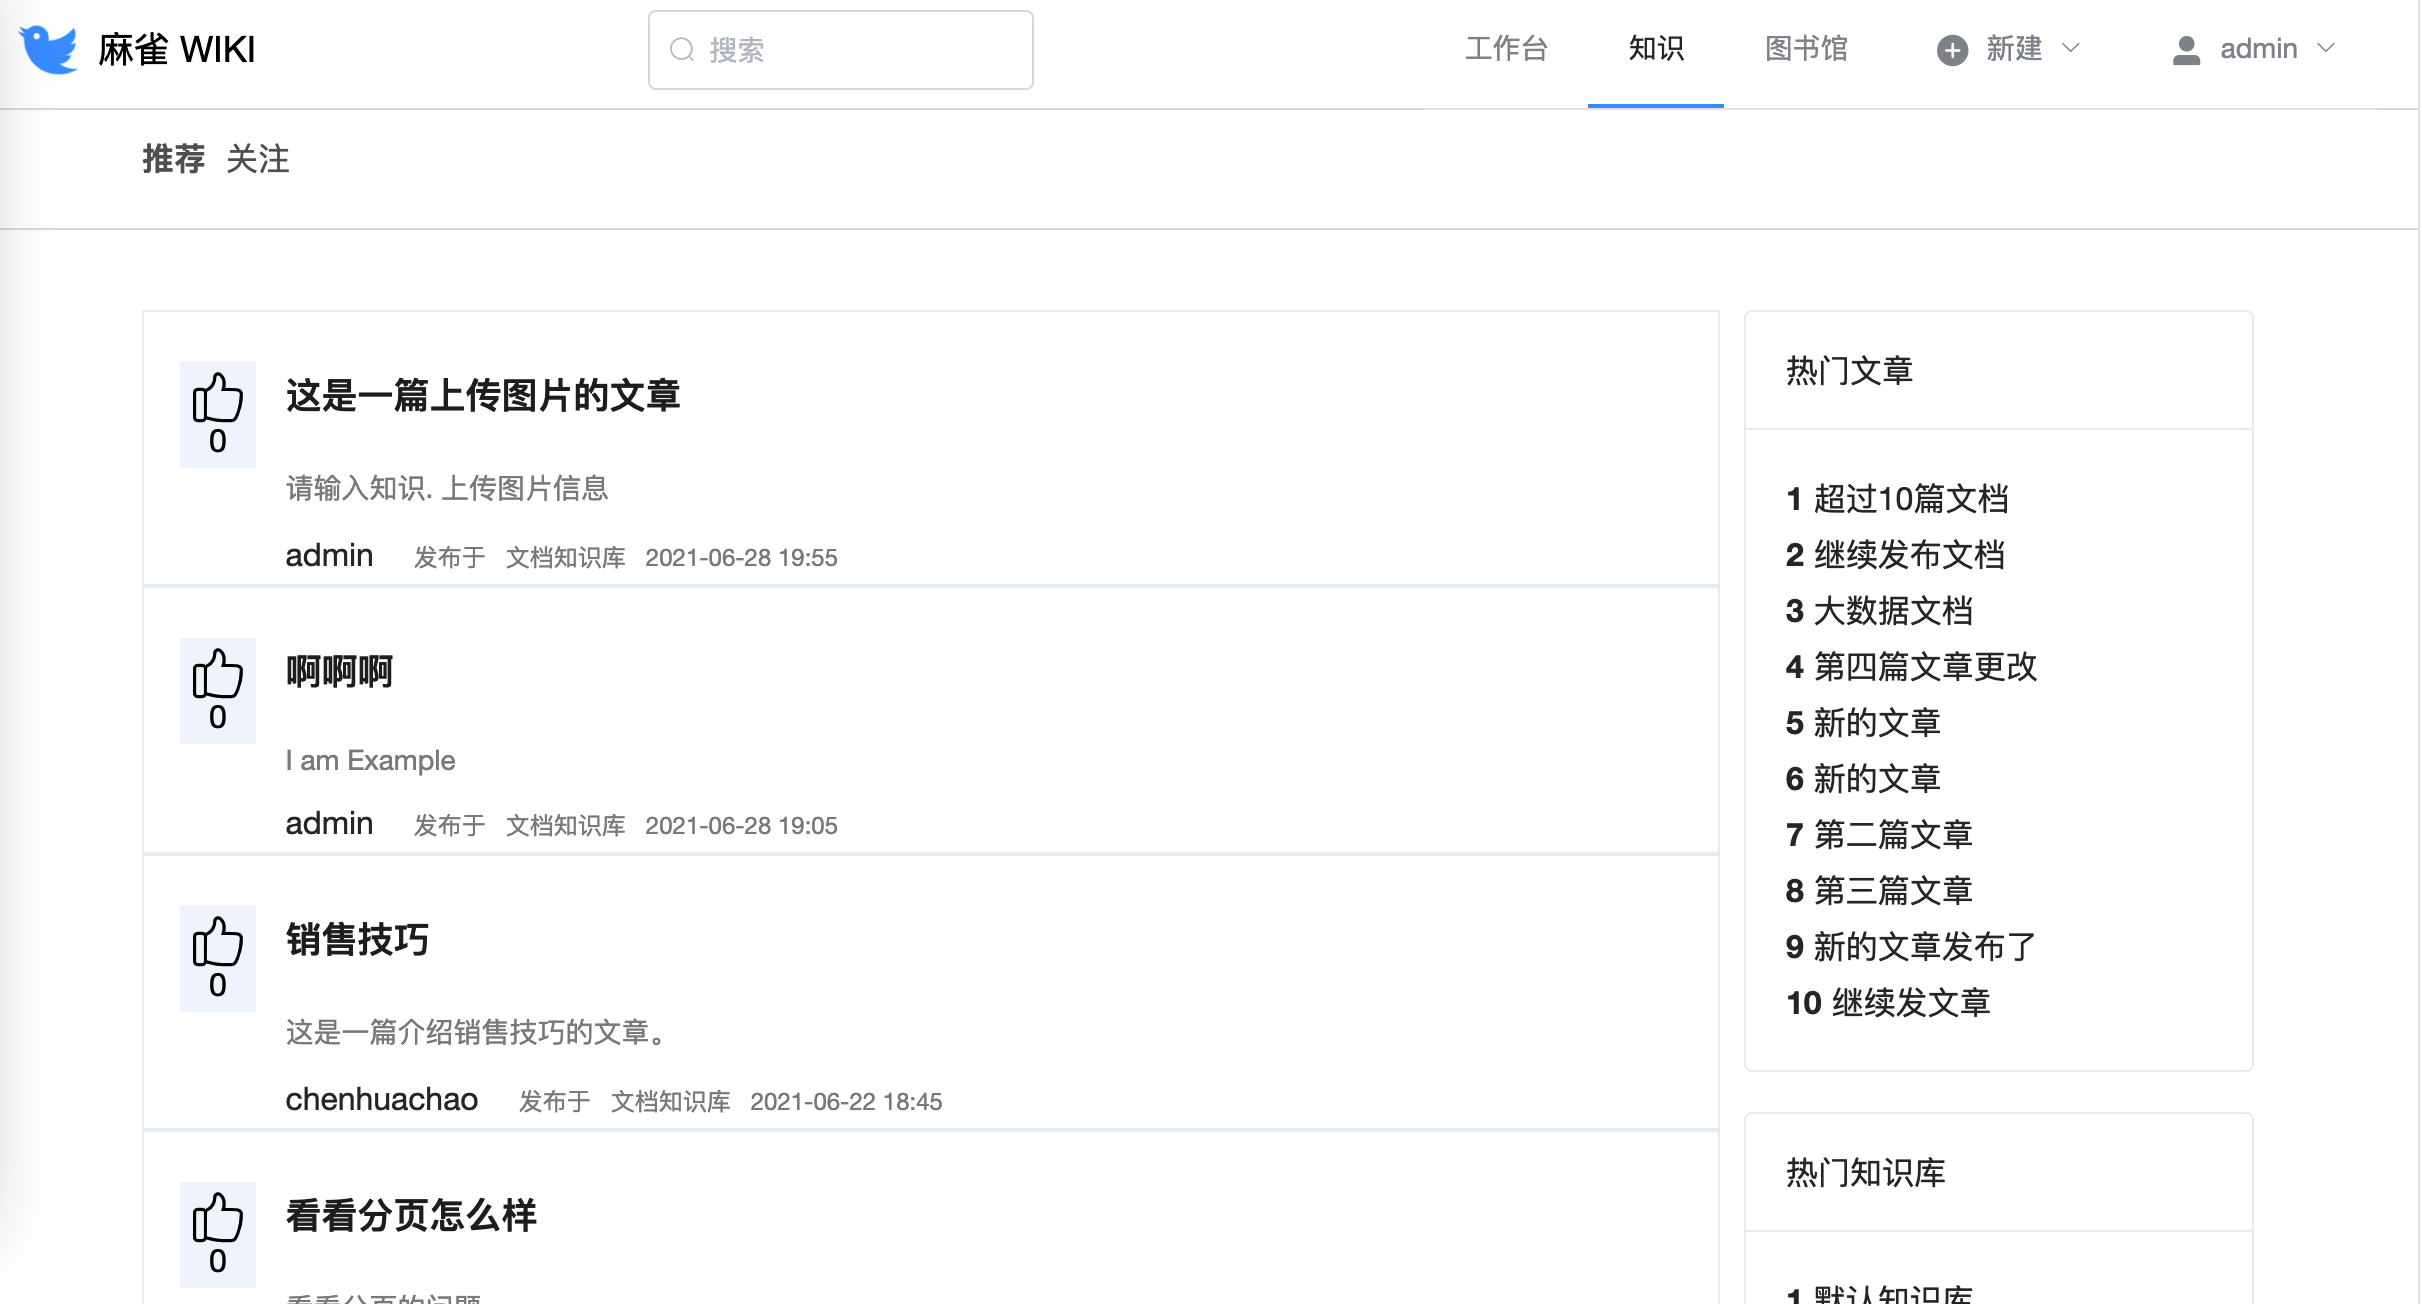 麻雀 WIKI
搜索
工作台 知识 图书馆 新建 admin
推荐 关注
0
这是一篇上传图片的文章
请输入知识. 上传图片信息
admin 发布于 文档知识库 2021-06-28 19:55
0
啊啊啊
I am Example
admin 发布于 文档知识库 2021-06-28 19:05
0
销售技巧
这是一篇介绍销售技巧的文章。
chenhuachao 发布于 文档知识库 2021-06-22 18:45
0
看看分页怎么样
看看分页的问题
热门文章
1 超过10篇文档
2 继续发布文档
3 大数据文档
4 第四篇文章更改
5 新的文章
6 新的文章
7 第二篇文章
8 第三篇文章
9 新的文章发布了
10 继续发文章
热门知识库
1 默认知识库